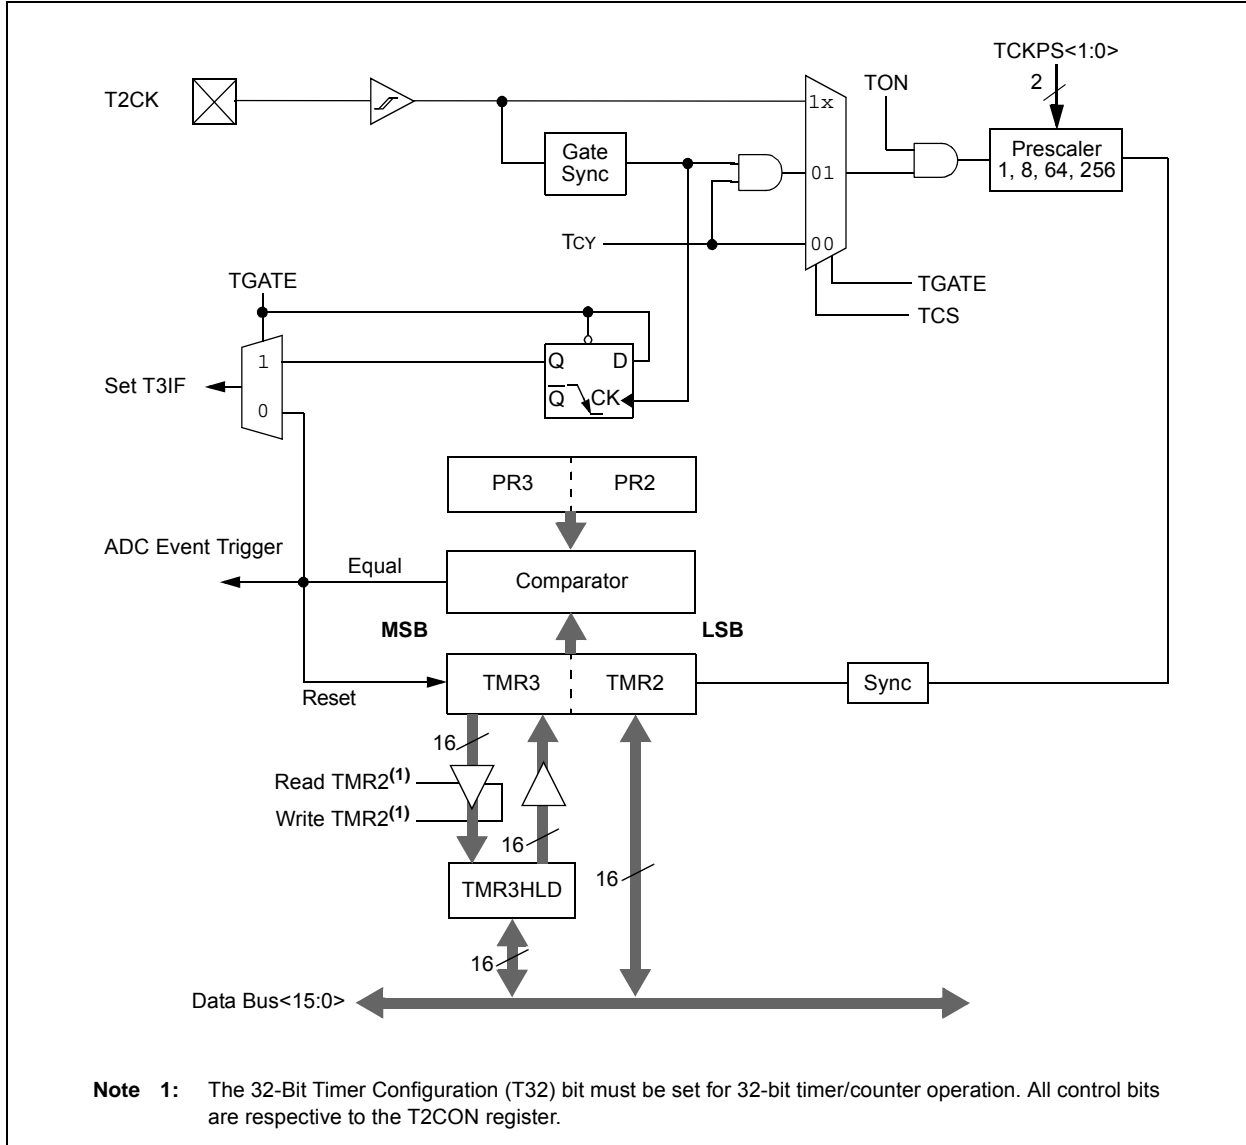 TCKPS<1:0>
2
TON
T2CK
1x
Gate
Sync
Prescaler
1, 8, 64, 256
01
TCY
00
TGATE
TGATE
TCS
1
Q D
Set T3IF
Q CK
0
PR3 PR2
ADC Event Trigger
Equal
Comparator
MSB LSB
TMR3 TMR2
Sync
Reset
16
Read TMR2(1)
Write TMR2(1)
16
16
TMR3HLD
16
Data Bus<15:0>
Note 1: The 32-Bit Timer Configuration (T32) bit must be set for 32-bit timer/counter operation. All control bits
are respective to the T2CON register.